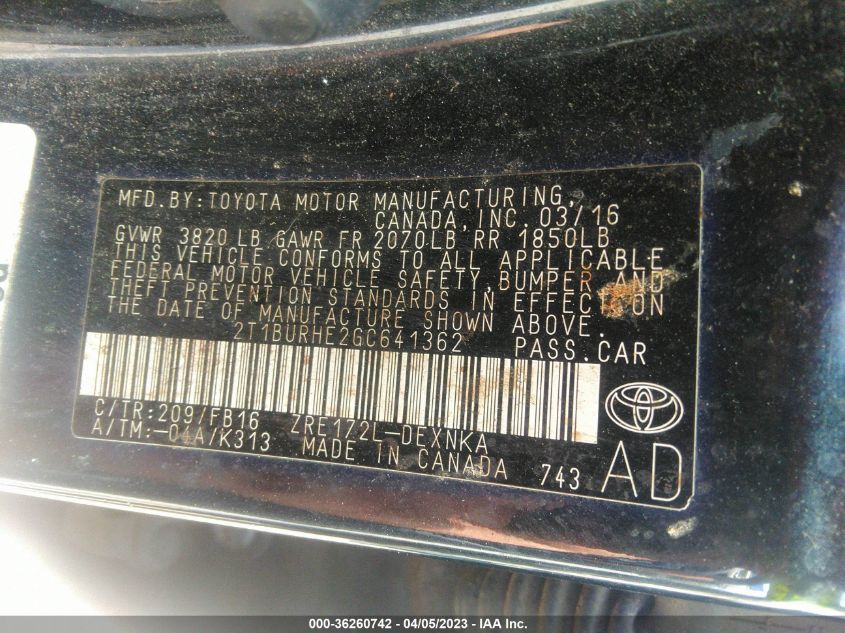 MFD. BY: TOYOTA MOTOR MANUFACTURING,
CANADA, INC. 03/16
GVWR 3820 LB GAWR FR 2070LB RR 1850LB
THIS VEHICLE CONFORMS TO ALL APPLICABLE
FEDERAL MOTOR VEHICLE SAFETY, BUMPER AND
THEFT PREVENTION STANDARDS IN EFFECT ON
THE DATE OF MANUFACTURE SHOWN ABOVE.
2T1BURHE2GC641362 PASS. CAR
C/TR: 209/FB16 ZRE172L-DEXNKA
A/TM: -04A/K313 MADE IN CANADA 743
AD
000-36260742 - 04/05/2023 - IAA Inc.